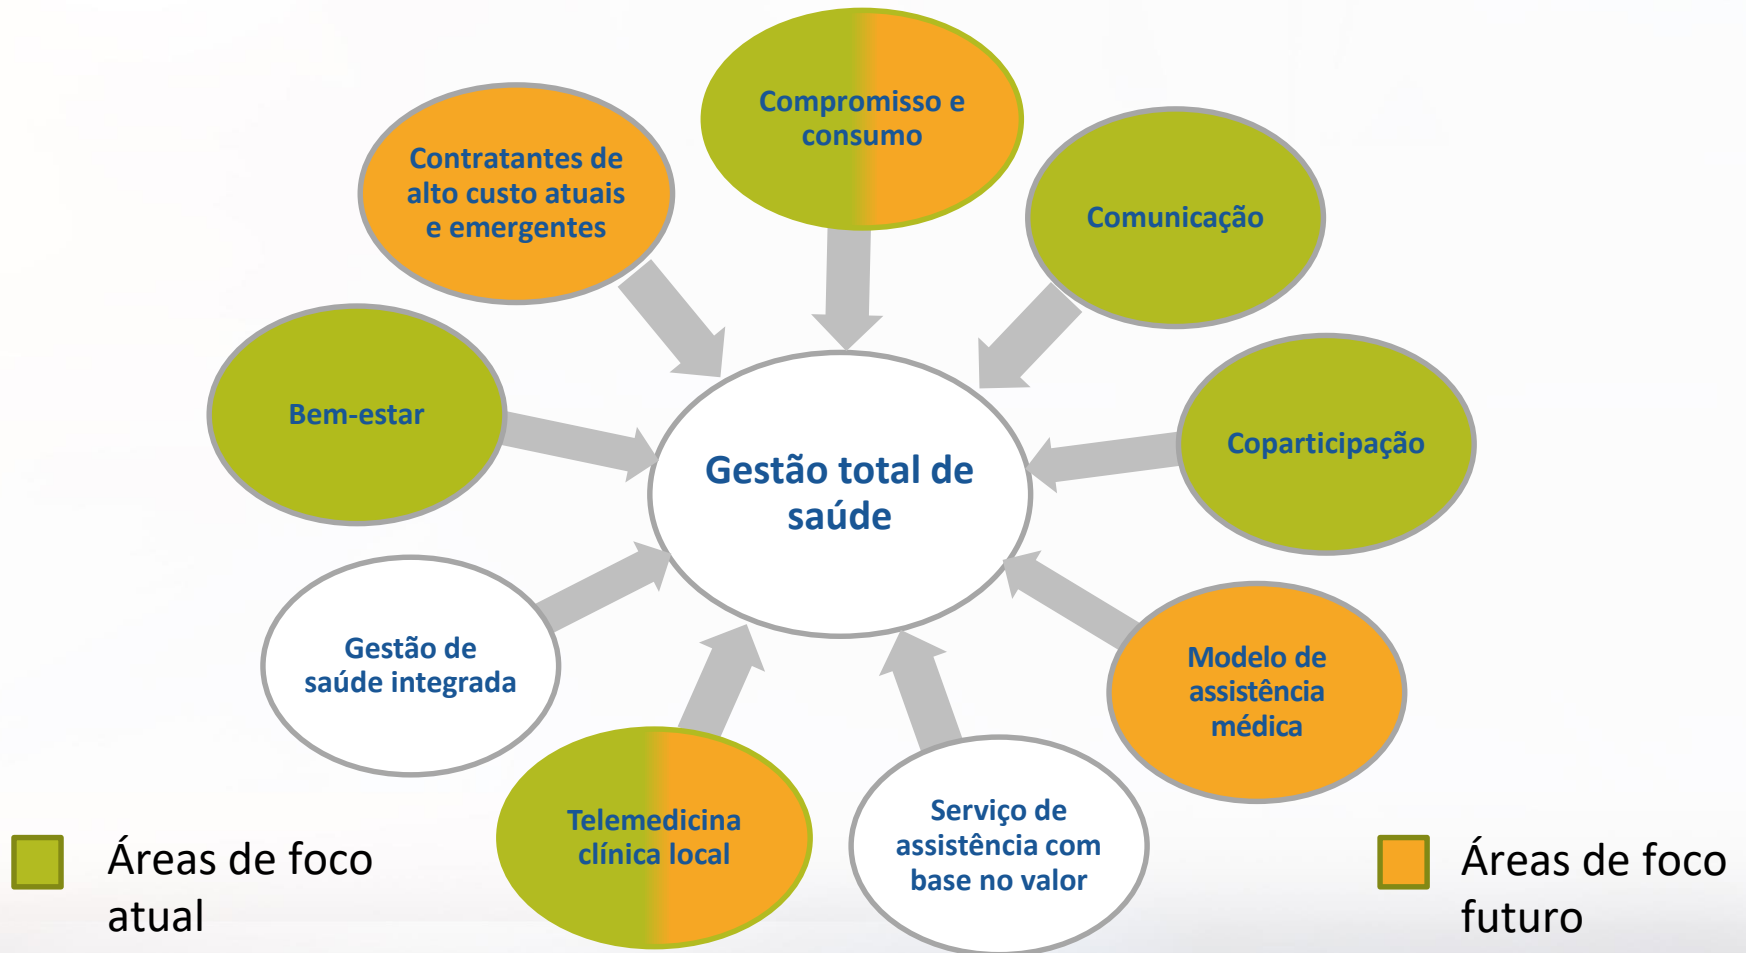 Compromisso e
consumo
Contratantes de
alto custo atuais
e emergentes
Comunicação
Bem-estar
Coparticipação
Gestão total de
saúde
Gestão de
saúde integrada
Modelo de
assistência
médica
Telemedicina
clínica local
Serviço de
assistência com
base no valor
Áreas de foco
atual
Áreas de foco
futuro